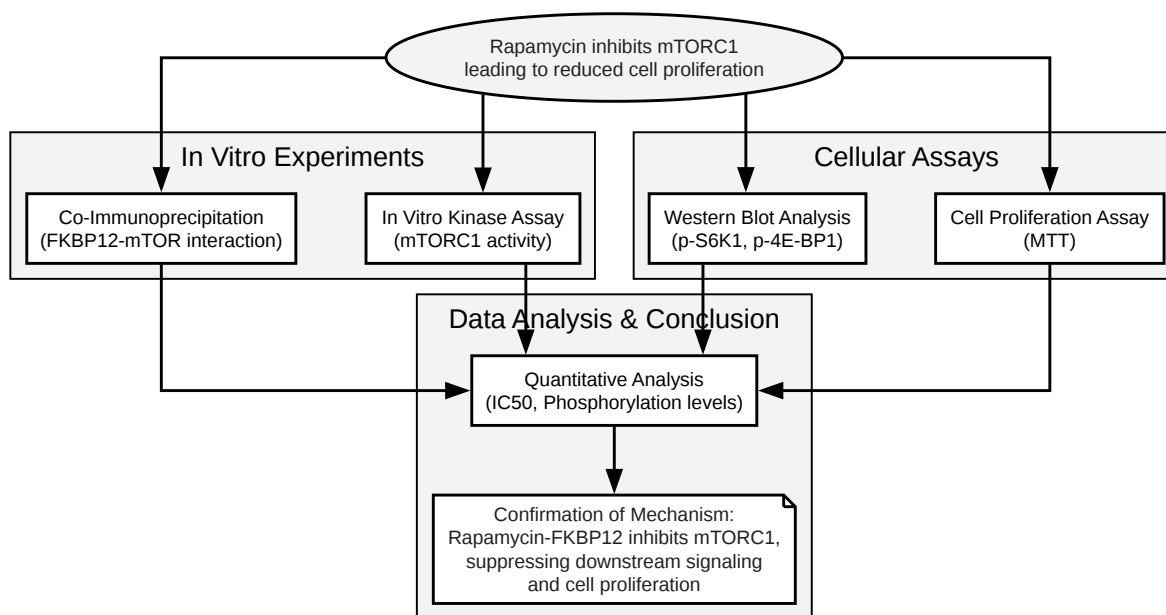 Rapamycin inhibits mTORC1
leading to reduced cell proliferation
In Vitro Experiments
Co-Immunoprecipitation
(FKBP12-mTOR interaction)
In Vitro Kinase Assay
(mTORC1 activity)
Cellular Assays
Western Blot Analysis
(p-S6K1, p-4E-BP1)
Cell Proliferation Assay
(MTT)
Data Analysis & Conclusion
Quantitative Analysis
(IC50, Phosphorylation levels)
Confirmation of Mechanism:
Rapamycin-FKBP12 inhibits mTORC1,
suppressing downstream signaling
and cell proliferation